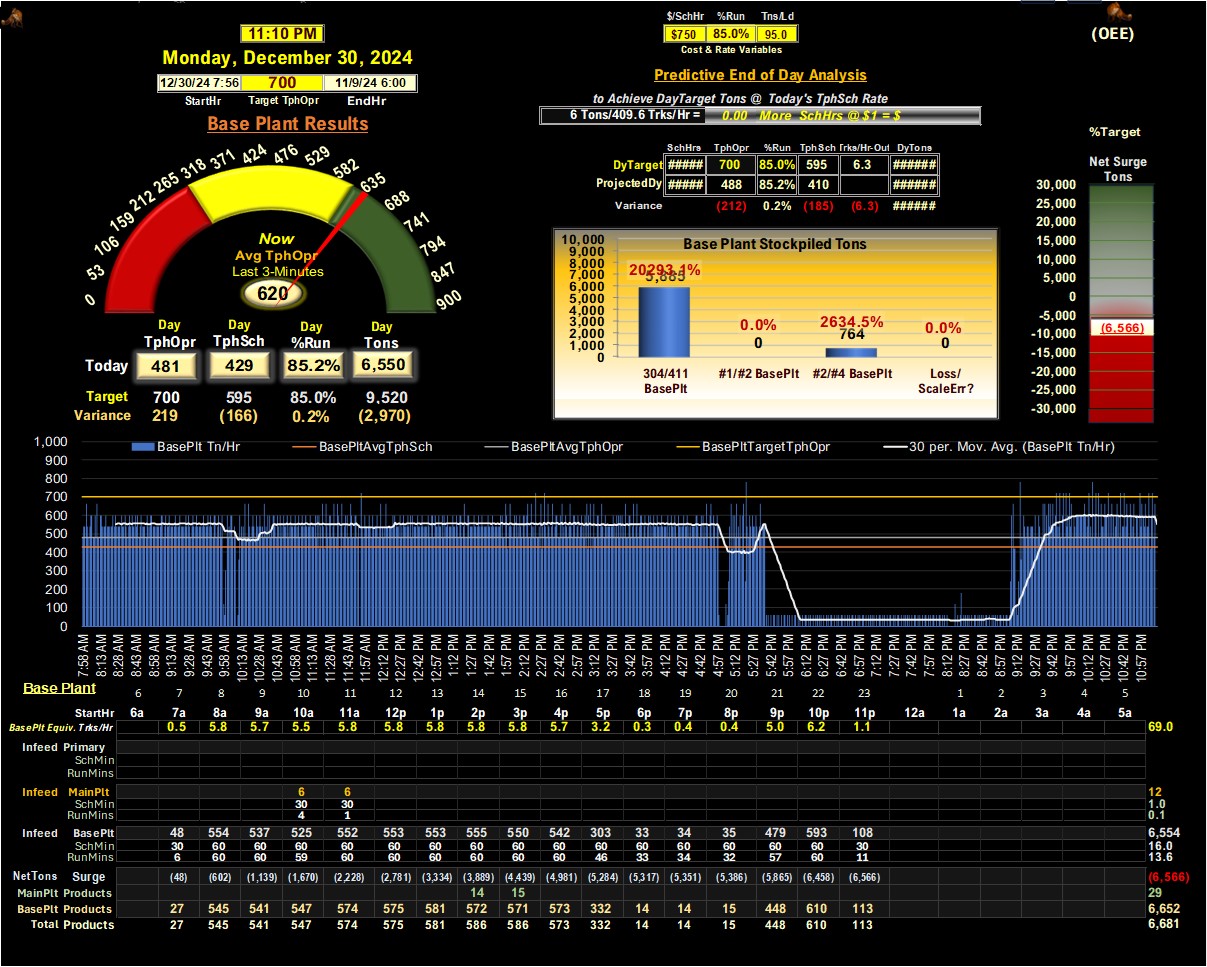 11:10 PM
Monday, December 30, 2024
12/30/24 7:56 700 11/9/24 6:00
StartHr Target TphOpr EndHr
Base Plant Results
0 53 106 159 212 265 318 371 424 476 529 582 635 688 741 794 847 900
Now
Avg TphOpr
Last 3-Minutes
620
Day Day Day Day
TphOpr TphSch %Run Tons
Today 481 429 85.2% 6,550
Target 700 595 85.0% 9,520
Variance 219 (166) 0.2% (2,970)
$/SchHr %Run Tns/Ld
$750 85.0% 95.0
Cost & Rate Variables
Predictive End of Day Analysis
to Achieve DayTarget Tons @ Today's TphSch Rate
6 Tons/409.6 Trks/Hr = 0.00 More SchHrs @ $1 = $
SchHrs TphOpr %Run TphSch Trks/Hr-Out DyTons
DyTarget ##### 700 85.0% 595 6.3 ######
ProjectedDy ##### 488 85.2% 410 ######
Variance (212) 0.2% (185) (6.3) ######
Base Plant Stockpiled Tons
10,000
9,000
8,000
7,000
6,000
5,000
4,000
3,000
2,000
1,000
0
20293.1% 0.0% 2634.5% 0.0%
5,885 0 764 0
304/411 #1/#2 BasePlt #2/#4 BasePlt Loss/
BasePlt ScaleErr?
(OEE)
%Target
Net Surge
Tons
30,000
25,000
20,000
15,000
10,000
5,000
0
-5,000
-10,000
-15,000
-20,000
-25,000
-30,000
(6,566)
BasePlt Tn/Hr BasePltAvgTphSch BasePltAvgTphOpr BasePltTargetTphOpr 30 per. Mov. Avg. (BasePlt Tn/Hr)
1,000
900
800
700
600
500
400
300
200
100
0
7:58 AM 8:13 AM 8:28 AM 8:43 AM 8:58 AM 9:13 AM 9:28 AM 9:43 AM 9:58 AM 10:13 AM 10:28 AM 10:43 AM 10:58 AM 11:13 AM 11:28 AM 11:43 AM 11:57 AM 12:12 PM 12:27 PM 12:42 PM 12:57 PM 1:12 PM 1:27 PM 1:42 PM 1:57 PM 2:12 PM 2:27 PM 2:42 PM 2:57 PM 3:12 PM 3:27 PM 3:42 PM 3:57 PM 4:12 PM 4:27 PM 4:42 PM 4:57 PM 5:12 PM 5:27 PM 5:42 PM 5:57 PM 6:12 PM 6:27 PM 6:42 PM 6:57 PM 7:12 PM 7:27 PM 7:42 PM 7:57 PM 8:12 PM 8:27 PM 8:42 PM 8:57 PM 9:12 PM 9:27 PM 9:42 PM 9:57 PM 10:12 PM 10:27 PM 10:42 PM 10:57 PM
Base Plant 6 7 8 9 10 11 12 13 14 15 16 17 18 19 20 21 22 23 1 2 3 4 5
StartHr 6a 7a 8a 9a 10a 11a 12p 1p 2p 3p 4p 5p 6p 7p 8p 9p 10p 11p 12a 1a 2a 3a 4a 5a
BasePlt Equiv. Trks/Hr 0.5 5.8 5.7 5.5 5.8 5.8 5.8 5.8 5.8 5.7 3.2 0.3 0.4 0.4 5.0 6.2 1.1 69.0
Infeed Primary
SchMin
RunMins
Infeed MainPlt 6 6 12
SchMin 30 30 1.0
RunMins 4 1 0.1
Infeed BasePlt 48 554 537 525 552 553 553 555 550 542 303 33 34 35 479 593 108 6,554
SchMin 30 60 60 60 60 60 60 60 60 60 60 60 60 60 60 60 30 16.0
RunMins 6 60 60 59 60 60 60 60 60 60 46 33 34 32 57 60 11 13.6
NetTons Surge (48) (602) (1,139) (1,670) (2,228) (2,781) (3,334) (3,889) (4,439) (4,981) (5,284) (5,317) (5,351) (5,386) (5,865) (6,458) (6,566) (6,566)
MainPlt Products 14 15 29
BasePlt Products 27 545 541 547 574 575 581 572 571 573 332 14 14 15 448 610 113 6,652
Total Products 27 545 541 547 574 575 581 586 586 573 332 14 14 15 448 610 113 6,681